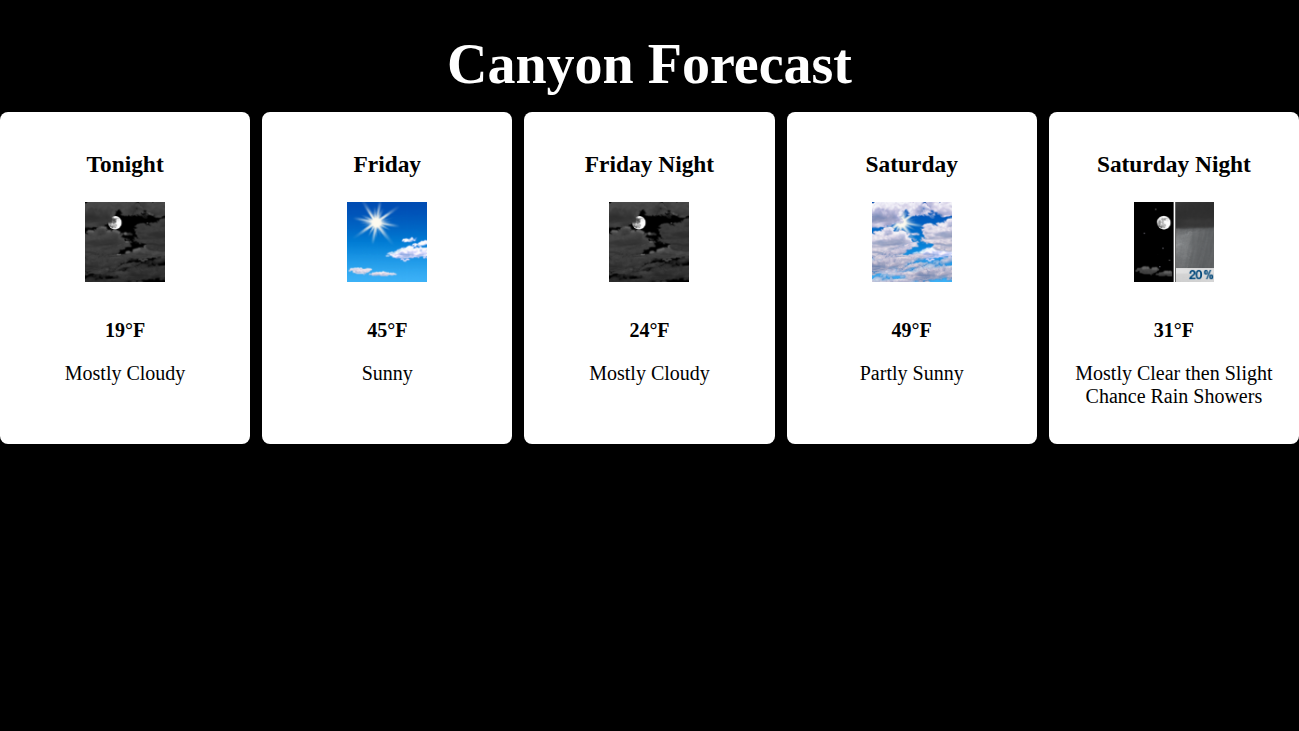 Canyon Forecast
Tonight
19°F
Mostly Cloudy
Friday
45°F
Sunny
Friday Night
24°F
Mostly Cloudy
Saturday
49°F
Partly Sunny
Saturday Night
20%
31°F
Mostly Clear then Slight
Chance Rain Showers